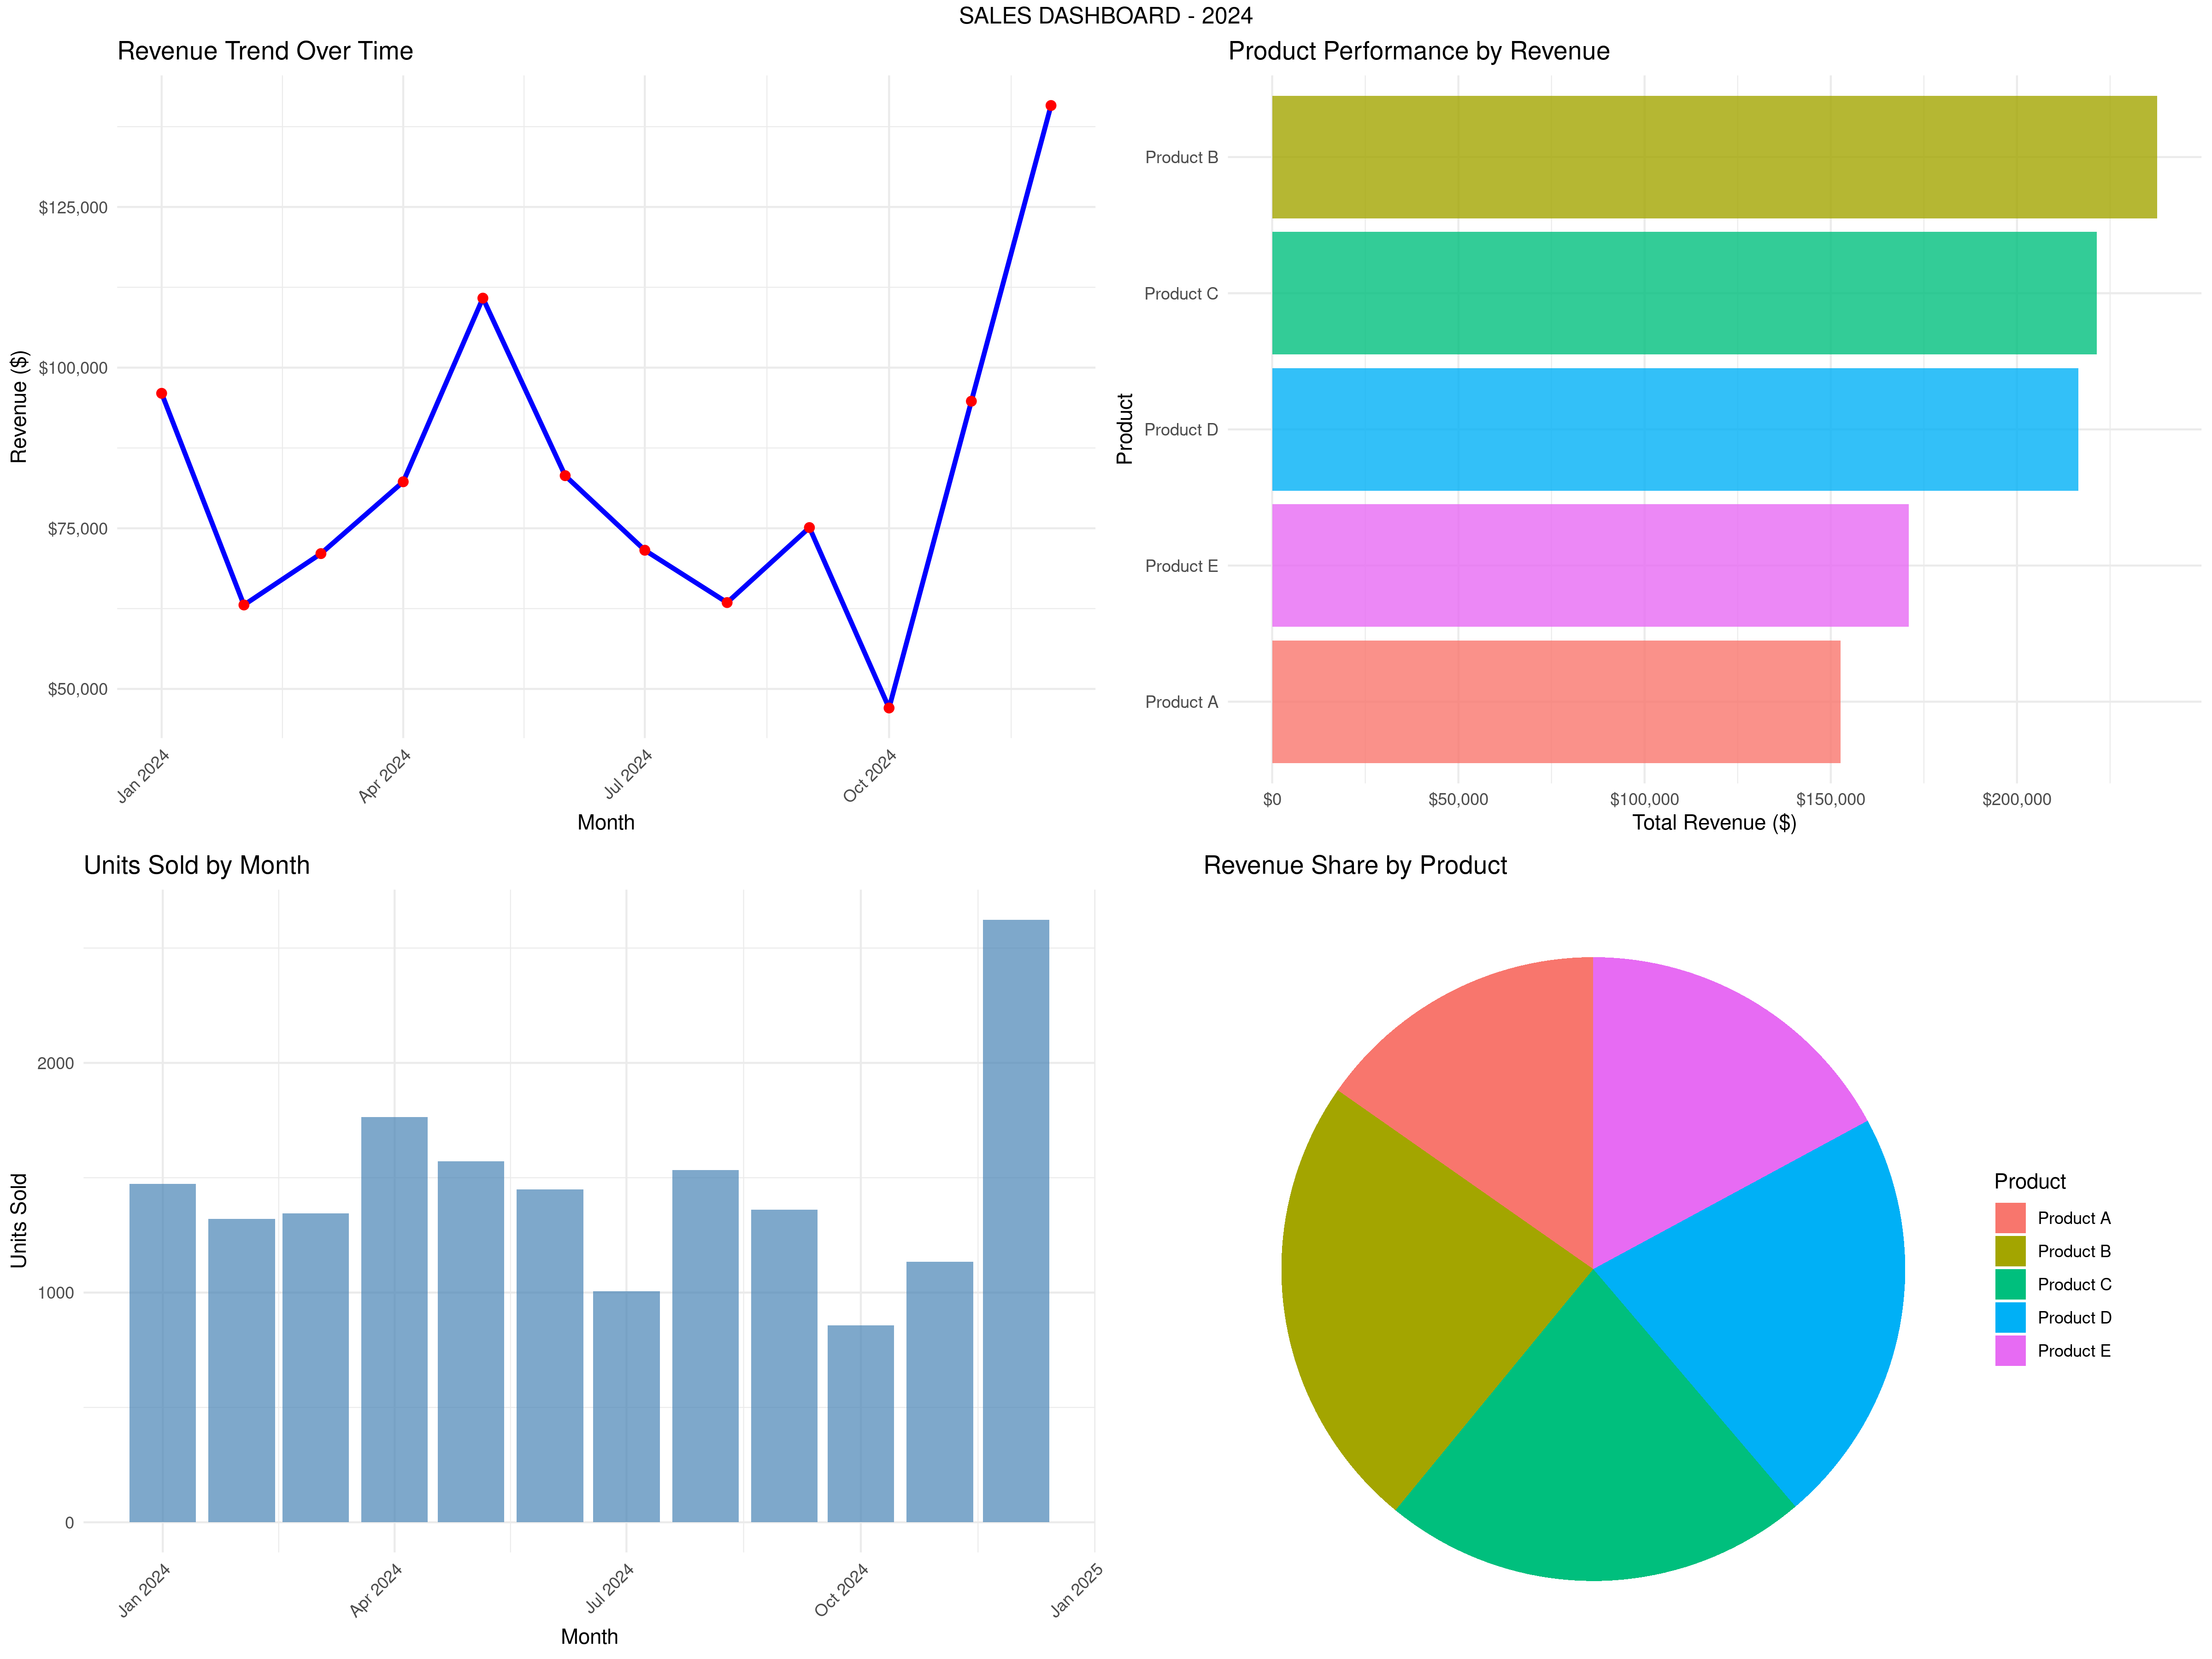 SALES DASHBOARD - 2024
Revenue Trend Over Time
Revenue ($)
$125,000
$100,000
$75,000
$50,000
Jan 2024
Apr 2024
Jul 2024
Oct 2024
Month
Product Performance by Revenue
Product
Product B
Product C
Product D
Product E
Product A
$0
$50,000
$100,000
$150,000
$200,000
Total Revenue ($)
Units Sold by Month
Units Sold
2000
1000
0
Jan 2024
Apr 2024
Jul 2024
Oct 2024
Jan 2025
Month
Revenue Share by Product
Product
Product A
Product B
Product C
Product D
Product E